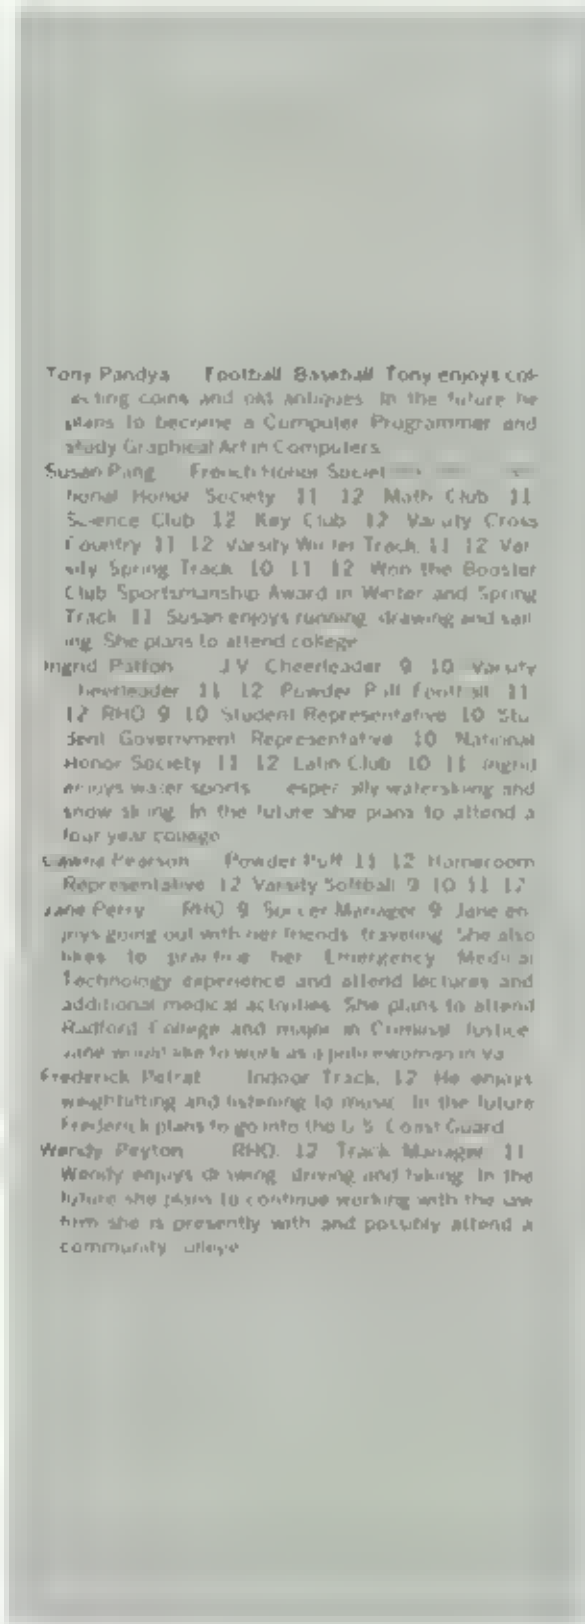 Tony Pandya Football Baseball Tony enjoys col-
lecting coins and old antiques. In the future he
plans to become a Computer Programmer and
study Graphical Art in Computers.
Susan Pang French Honor Societ
tional Honor Society 11 12 Math Club 11
Science Club 12 Key Club 12 Varsity Cross
Country 11 12 Varsity Winter Track 11 12 Var
sity Spring Track 10 11 12 Won the Booster
Club Sportsmanship Award in Winter and Spring
Track 11 Susan enjoys running drawing and sail
ing She plans to attend college
Ingrid Patton J V Cheerleader 9 10 Varsity
Cheerleader 11 12 Powder Puff Football 11
12 RHO 9 10 Student Representative 10 Stu
dent Government Representative 10 National
Honor Society 11 12 Latin Club 10 11 Ingrid
enjoys water sports especially waterskiing and
snow skiing. In the future she plans to attend a
four year college
Pearson Powder Puff 11 12 Homeroom
Representative 12 Varsity Softball 9 10 11 12
Jane Perry RHO 9 Soccer Manager 9 Jane en
joys going out with her friends traveling She also
likes to practice her Emergency Medical
Technology experience and attend lectures and
additional medical activities She plans to attend
Radford College and major in Criminal Justice
Jane would like to work as a policewoman in Va
Frederick Indoor Track, 12 He enjoys
weightlifting and listening to music In the future
Frederick plans to go into the U S Coast Guard
Wendy Peyton RHO 12 Track Manager 11
Wendy enjoys drawing driving and In the
future she plans to continue working with the law
firm she is presently with and possibly attend a
community college